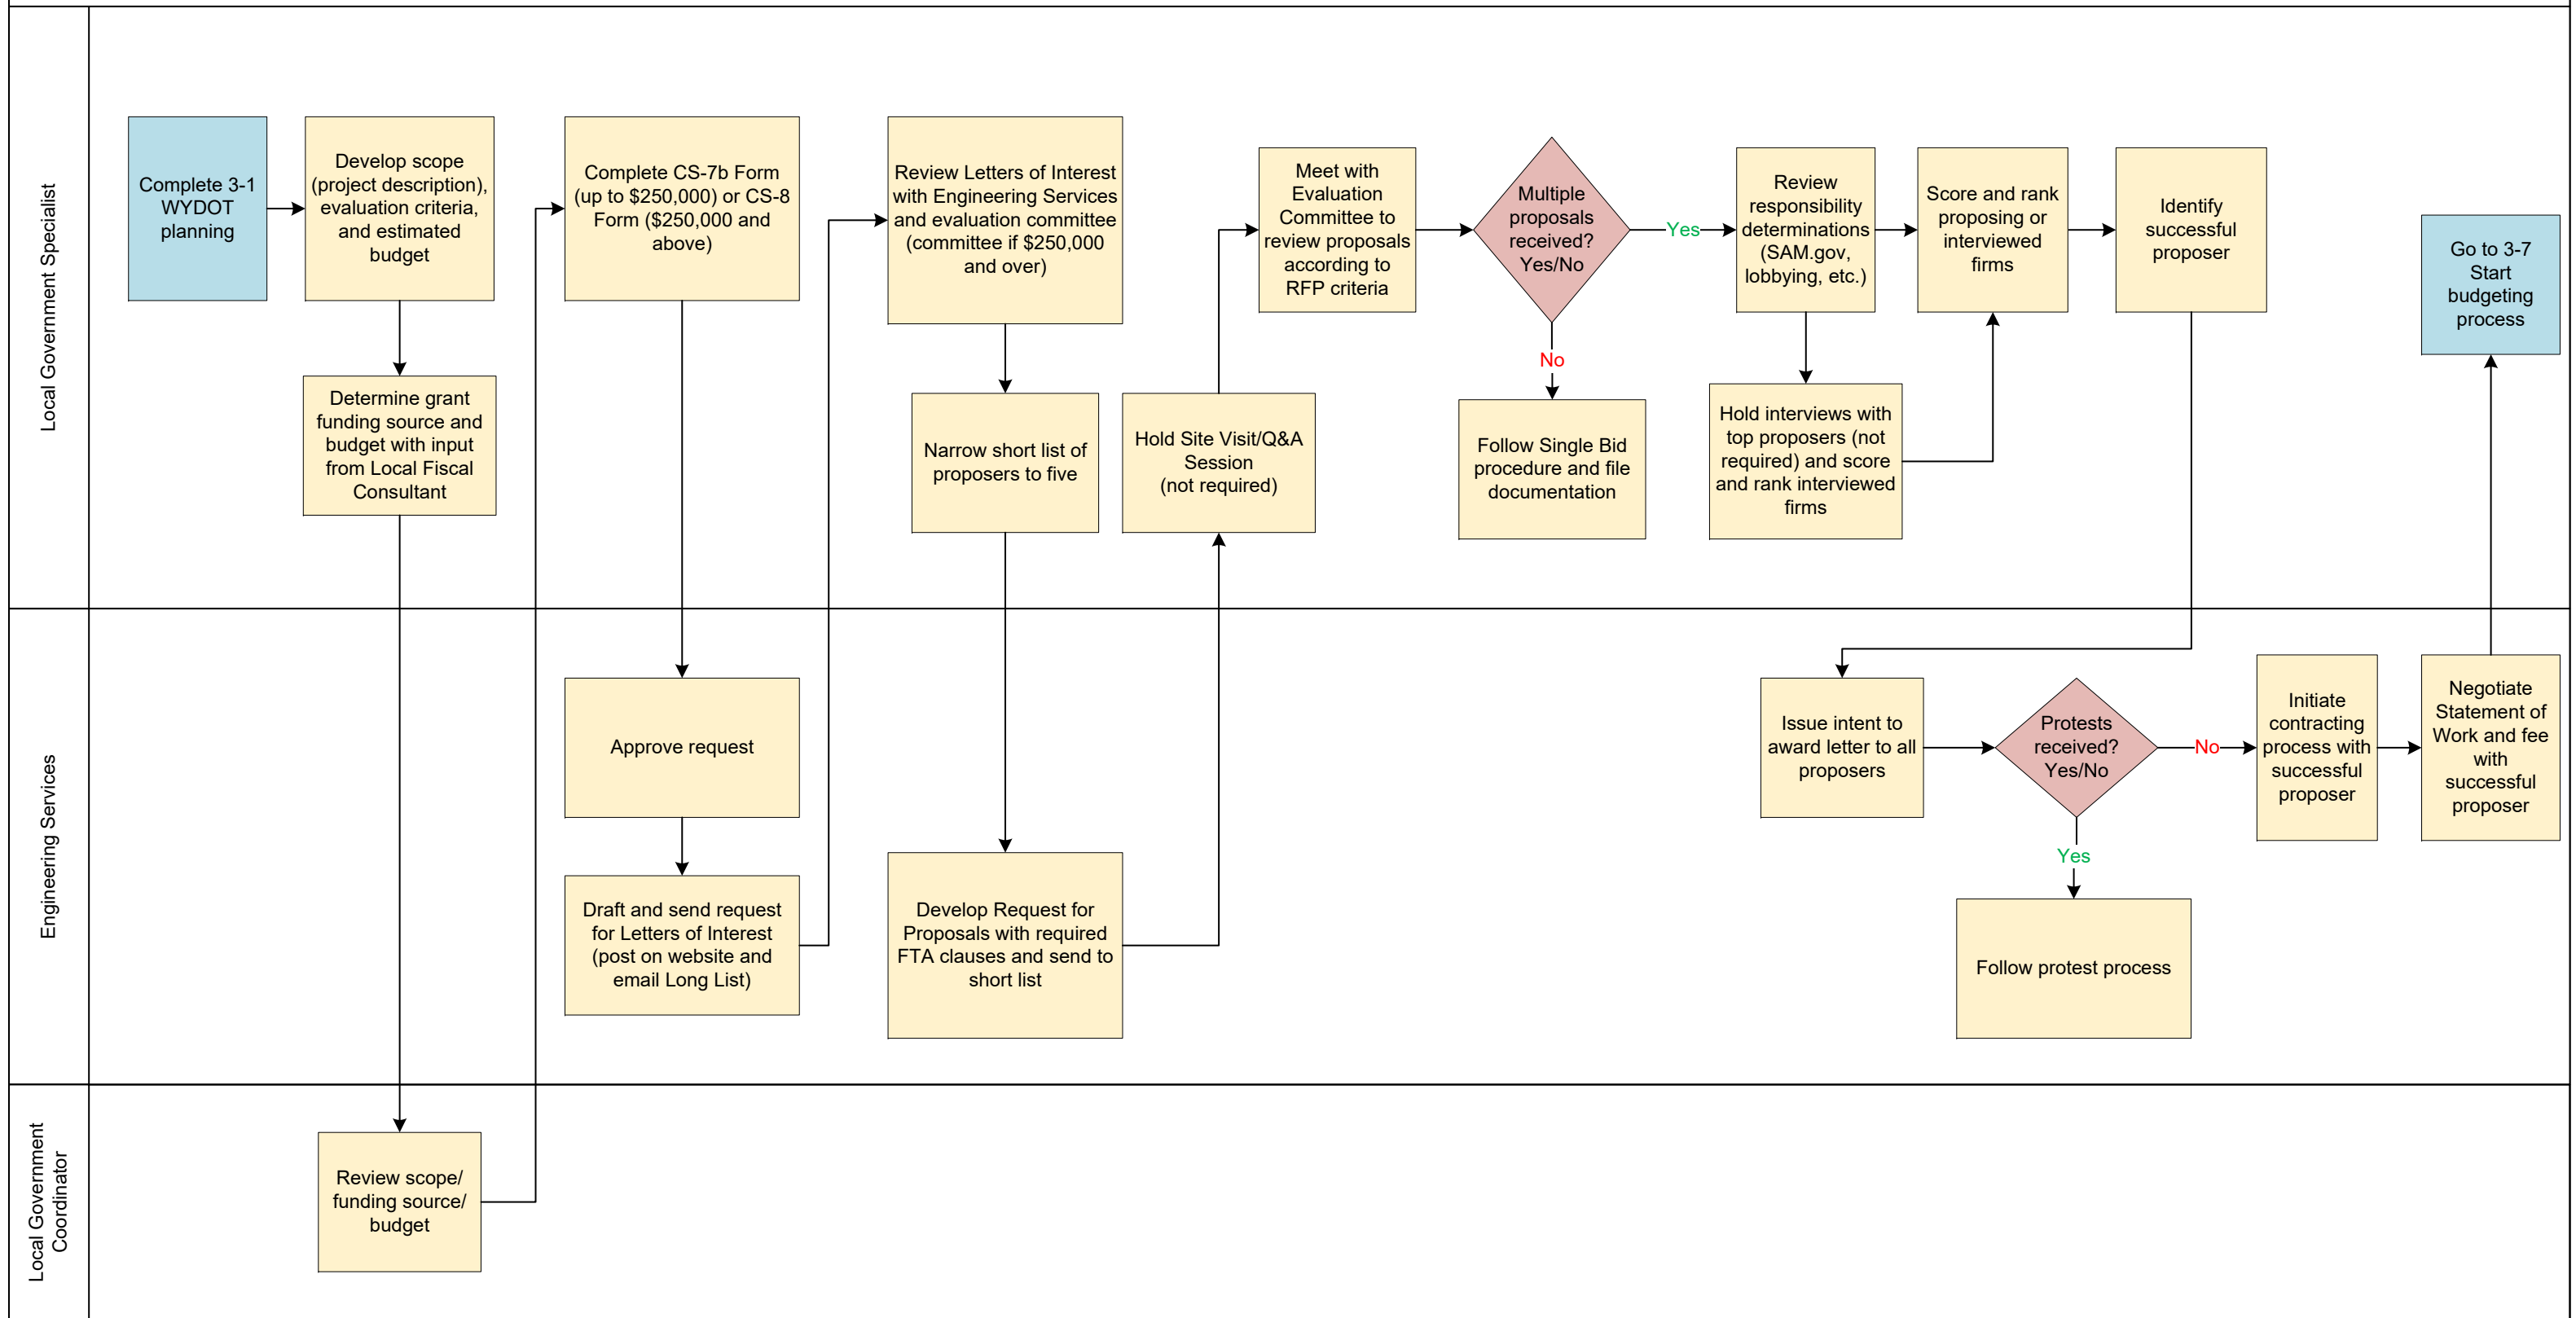 Local Government Specialist
Complete 3-1
WYDOT
planning
Develop scope
(project description),
evaluation criteria,
and estimated
budget
Determine grant
funding source and
budget with input
from Local Fiscal
Consultant
Complete CS-7b Form
(up to $250,000) or CS-8
Form ($250,000 and
above)
Review Letters of Interest
with Engineering Services
and evaluation committee
(committee if $250,000
and over)
Narrow short list of
proposers to five
Hold Site Visit/Q&A
Session
(not required)
Meet with
Evaluation
Committee to
review proposals
according to
RFP criteria
Multiple
proposals
received?
Yes/No
Yes
No
Follow Single Bid
procedure and file
documentation
Review
responsibility
determinations
(SAM.gov,
lobbying, etc.)
Hold interviews with
top proposers (not
required) and score
and rank interviewed
firms
Score and rank
proposing or
interviewed
firms
Identify
successful
proposer
Go to 3-7
Start
budgeting
process
Engineering Services
Approve request
Draft and send request
for Letters of Interest
(post on website and
email Long List)
Develop Request for
Proposals with required
FTA clauses and send to
short list
Issue intent to
award letter to all
proposers
Protests
received?
Yes/No
No
Yes
Follow protest process
Initiate
contracting
process with
successful
proposer
Negotiate
Statement of
Work and fee
with
successful
proposer
Local Government
Coordinator
Review scope/
funding source/
budget